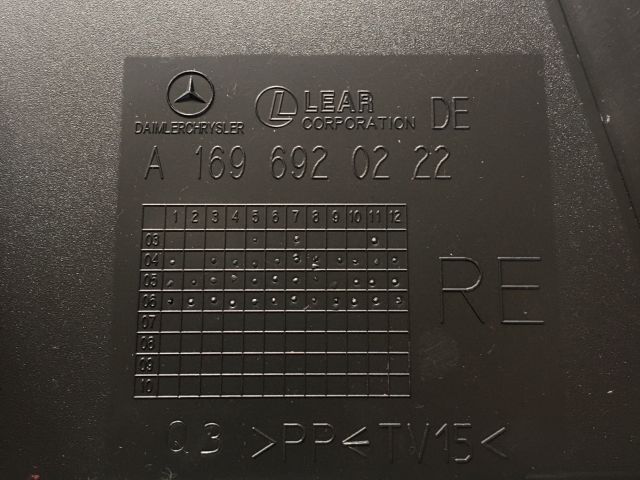 DAIMLERCHRYSLER
L LEAR CORPORATION DE
A 169 692 02 22
1 2 3 4 5 6 7 8 9 10 11 12
03
04
05
06
07
08
09
10
RE
Q3 >PP<TV15<